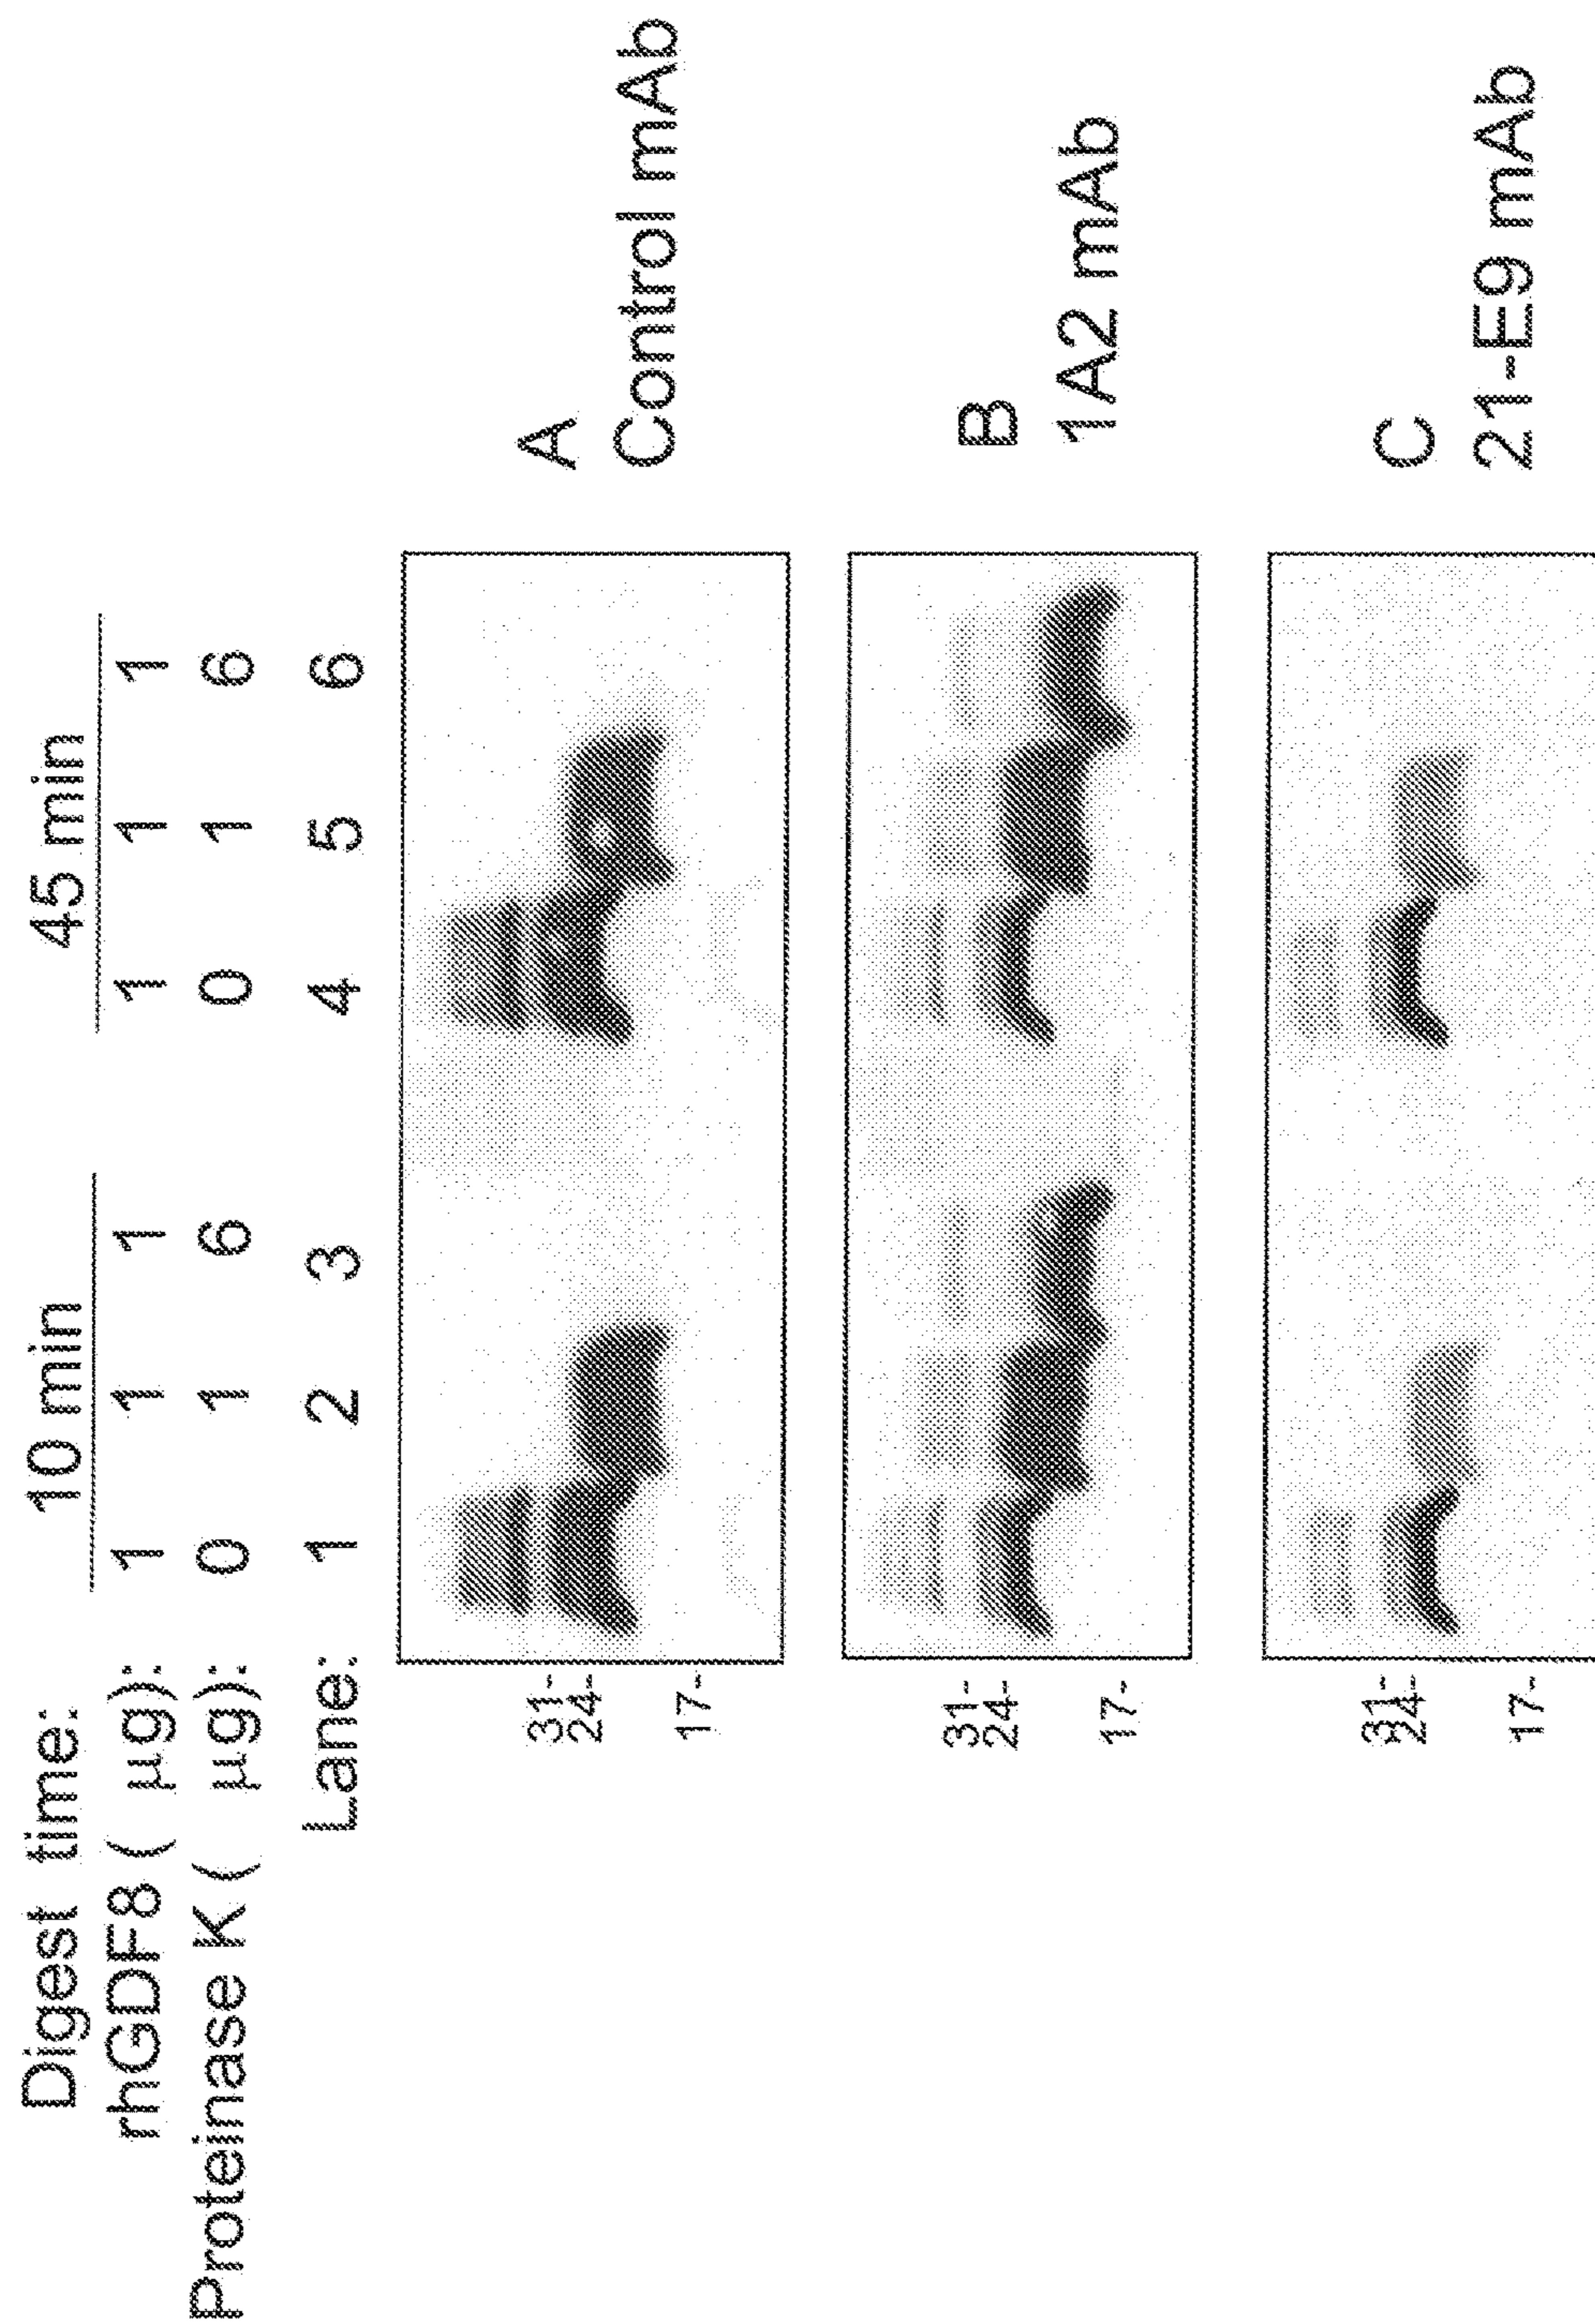 10 min 45 min
Digest time:
rhGDF8 ( µg): 1 1 1 1 1 1
Proteinase K ( µg): 0 1 6 0 1 6
Lane: 1 2 3 4 5 6
31-
24-
17-
A
Control mAb
31-
24-
17-
B
1A2 mAb
31-
24-
17-
C
21-E9 mAb